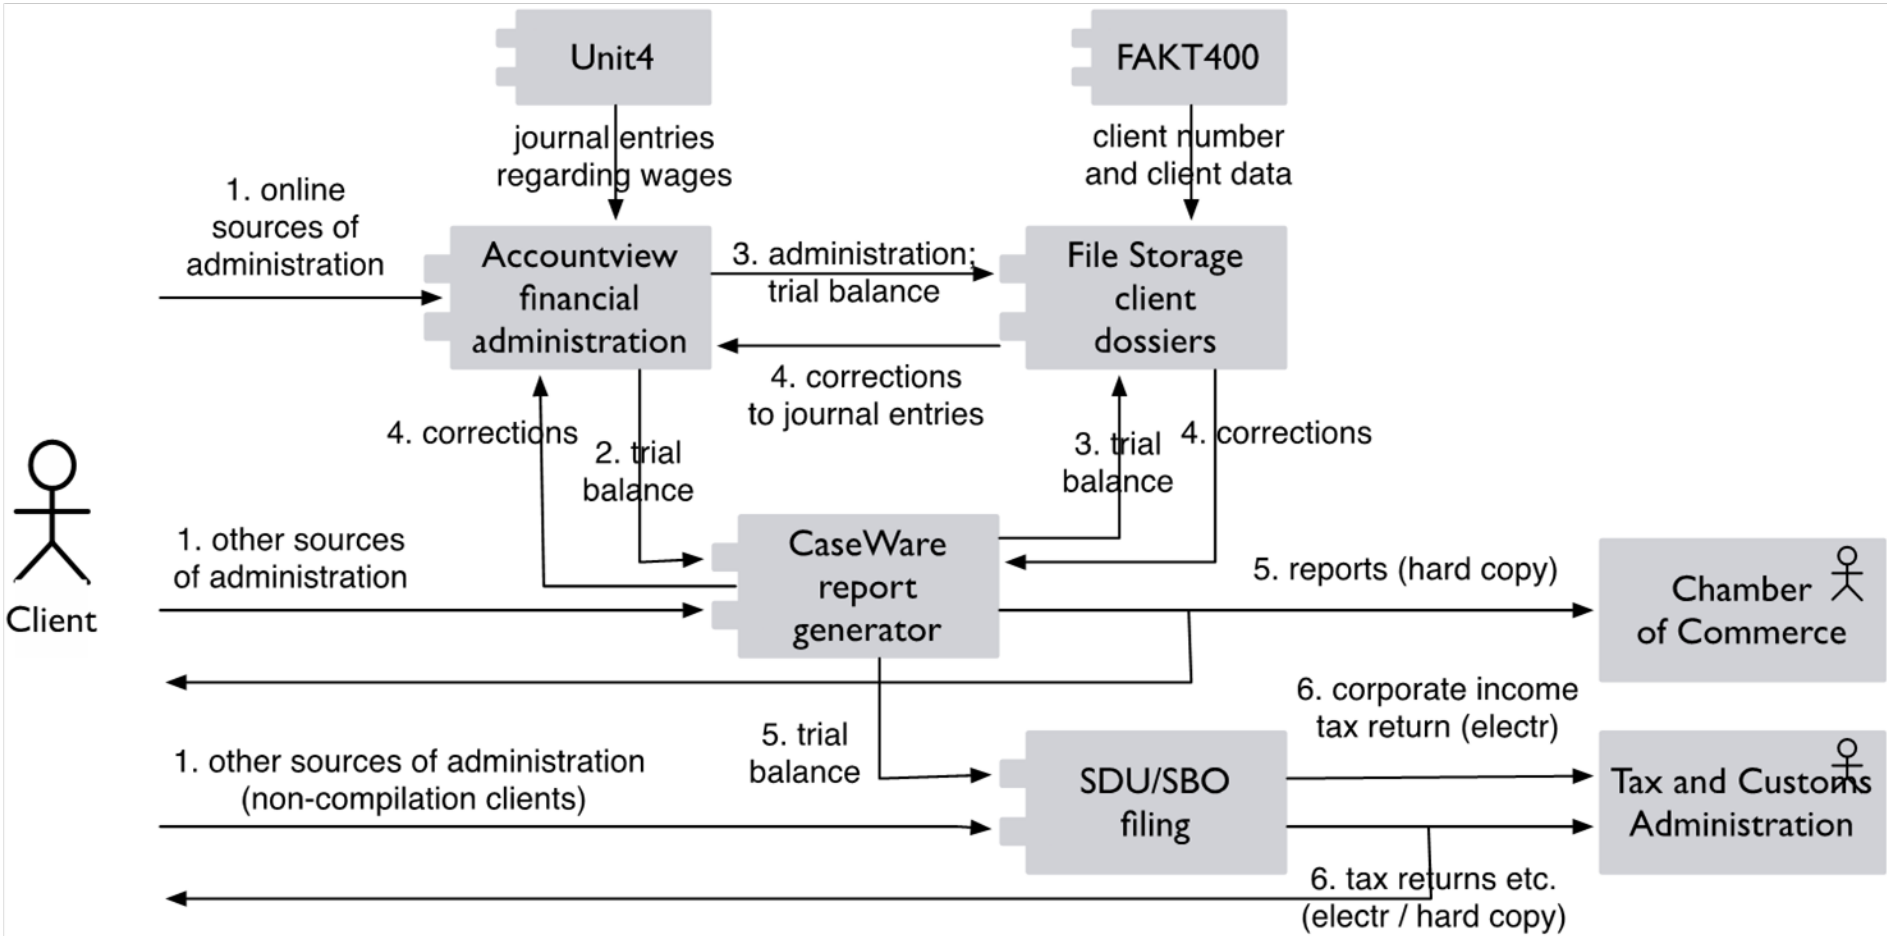 Unit4
FAKT400
journal entries
regarding wages
client number
and client data
1. online
sources of
administration
Accountview
financial
administration
3. administration;
trial balance
File Storage
client
dossiers
4. corrections
to journal entries
4. corrections
2. trial
balance
3. trial
balance
4. corrections
Client
1. other sources
of administration
CaseWare
report
generator
5. reports (hard copy)
Chamber
of Commerce
6. corporate income
tax return (electr)
5. trial
balance
1. other sources of administration
(non-compilation clients)
SDU/SBO
filing
Tax and Customs
Administration
6. tax returns etc.
(electr / hard copy)